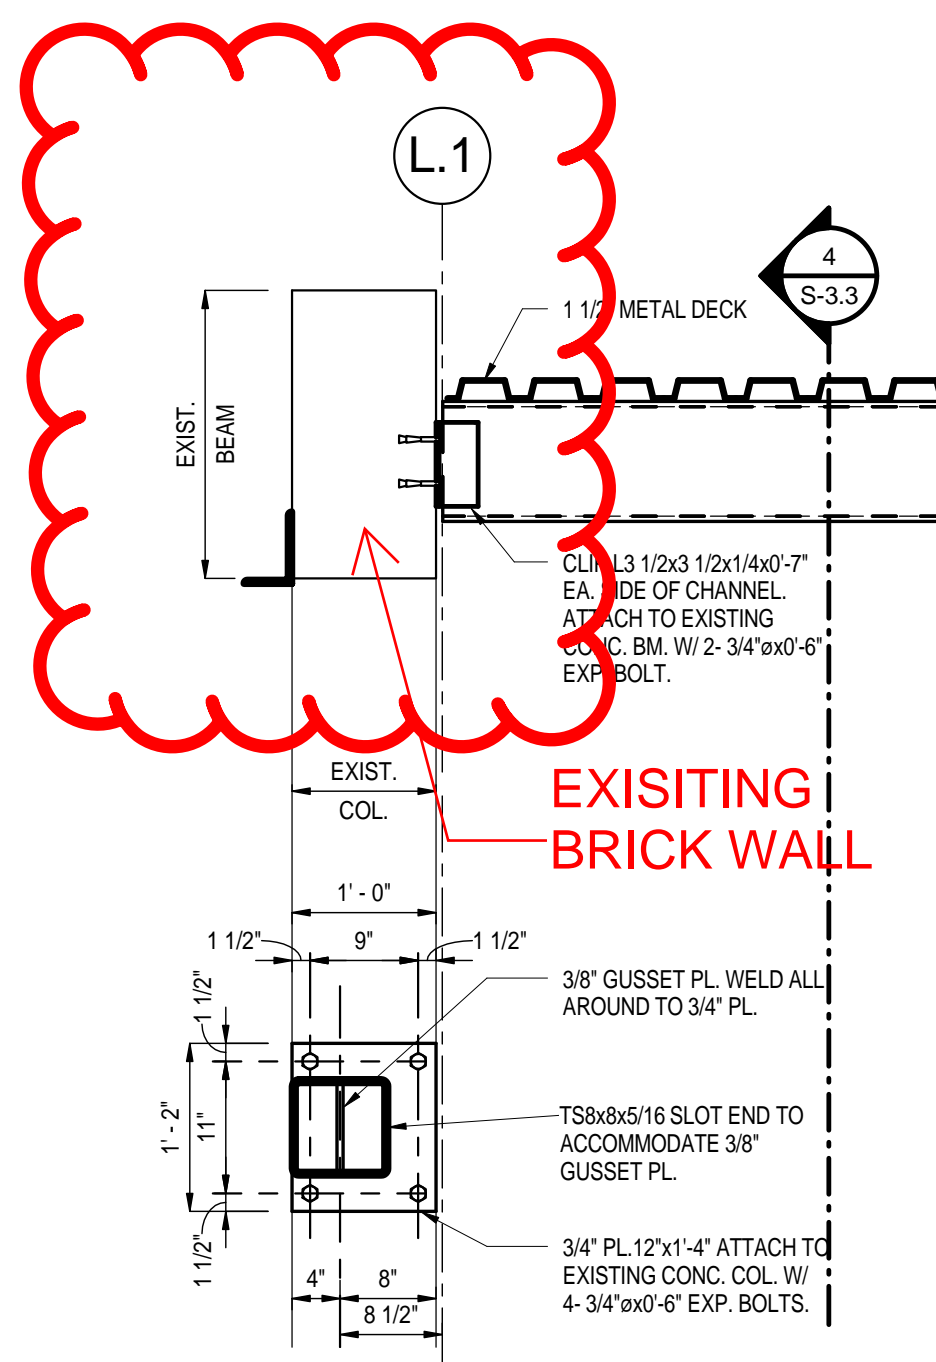 L.1
4
S-3.3
1 1/2" METAL DECK
EXIST.
BEAM
CLIP L3 1/2x3 1/2x1/4x0'-7"
EA. SIDE OF CHANNEL.
ATTACH TO EXISTING
CONC. BM. W/ 2- 3/4"øx0'-6"
EXP. BOLT.
EXIST.
COL.
EXISITING
BRICK WALL
1' - 0"
1 1/2"
9"
1 1/2"
1 1/2"
3/8" GUSSET PL. WELD ALL
AROUND TO 3/4" PL.
1' - 2"
11"
TS8x8x5/16 SLOT END TO
ACCOMMODATE 3/8"
GUSSET PL.
1 1/2"
3/4" PL.12"x1'-4" ATTACH TO
EXISTING CONC. COL. W/
4- 3/4"øx0'-6" EXP. BOLTS.
4"
8"
8 1/2"